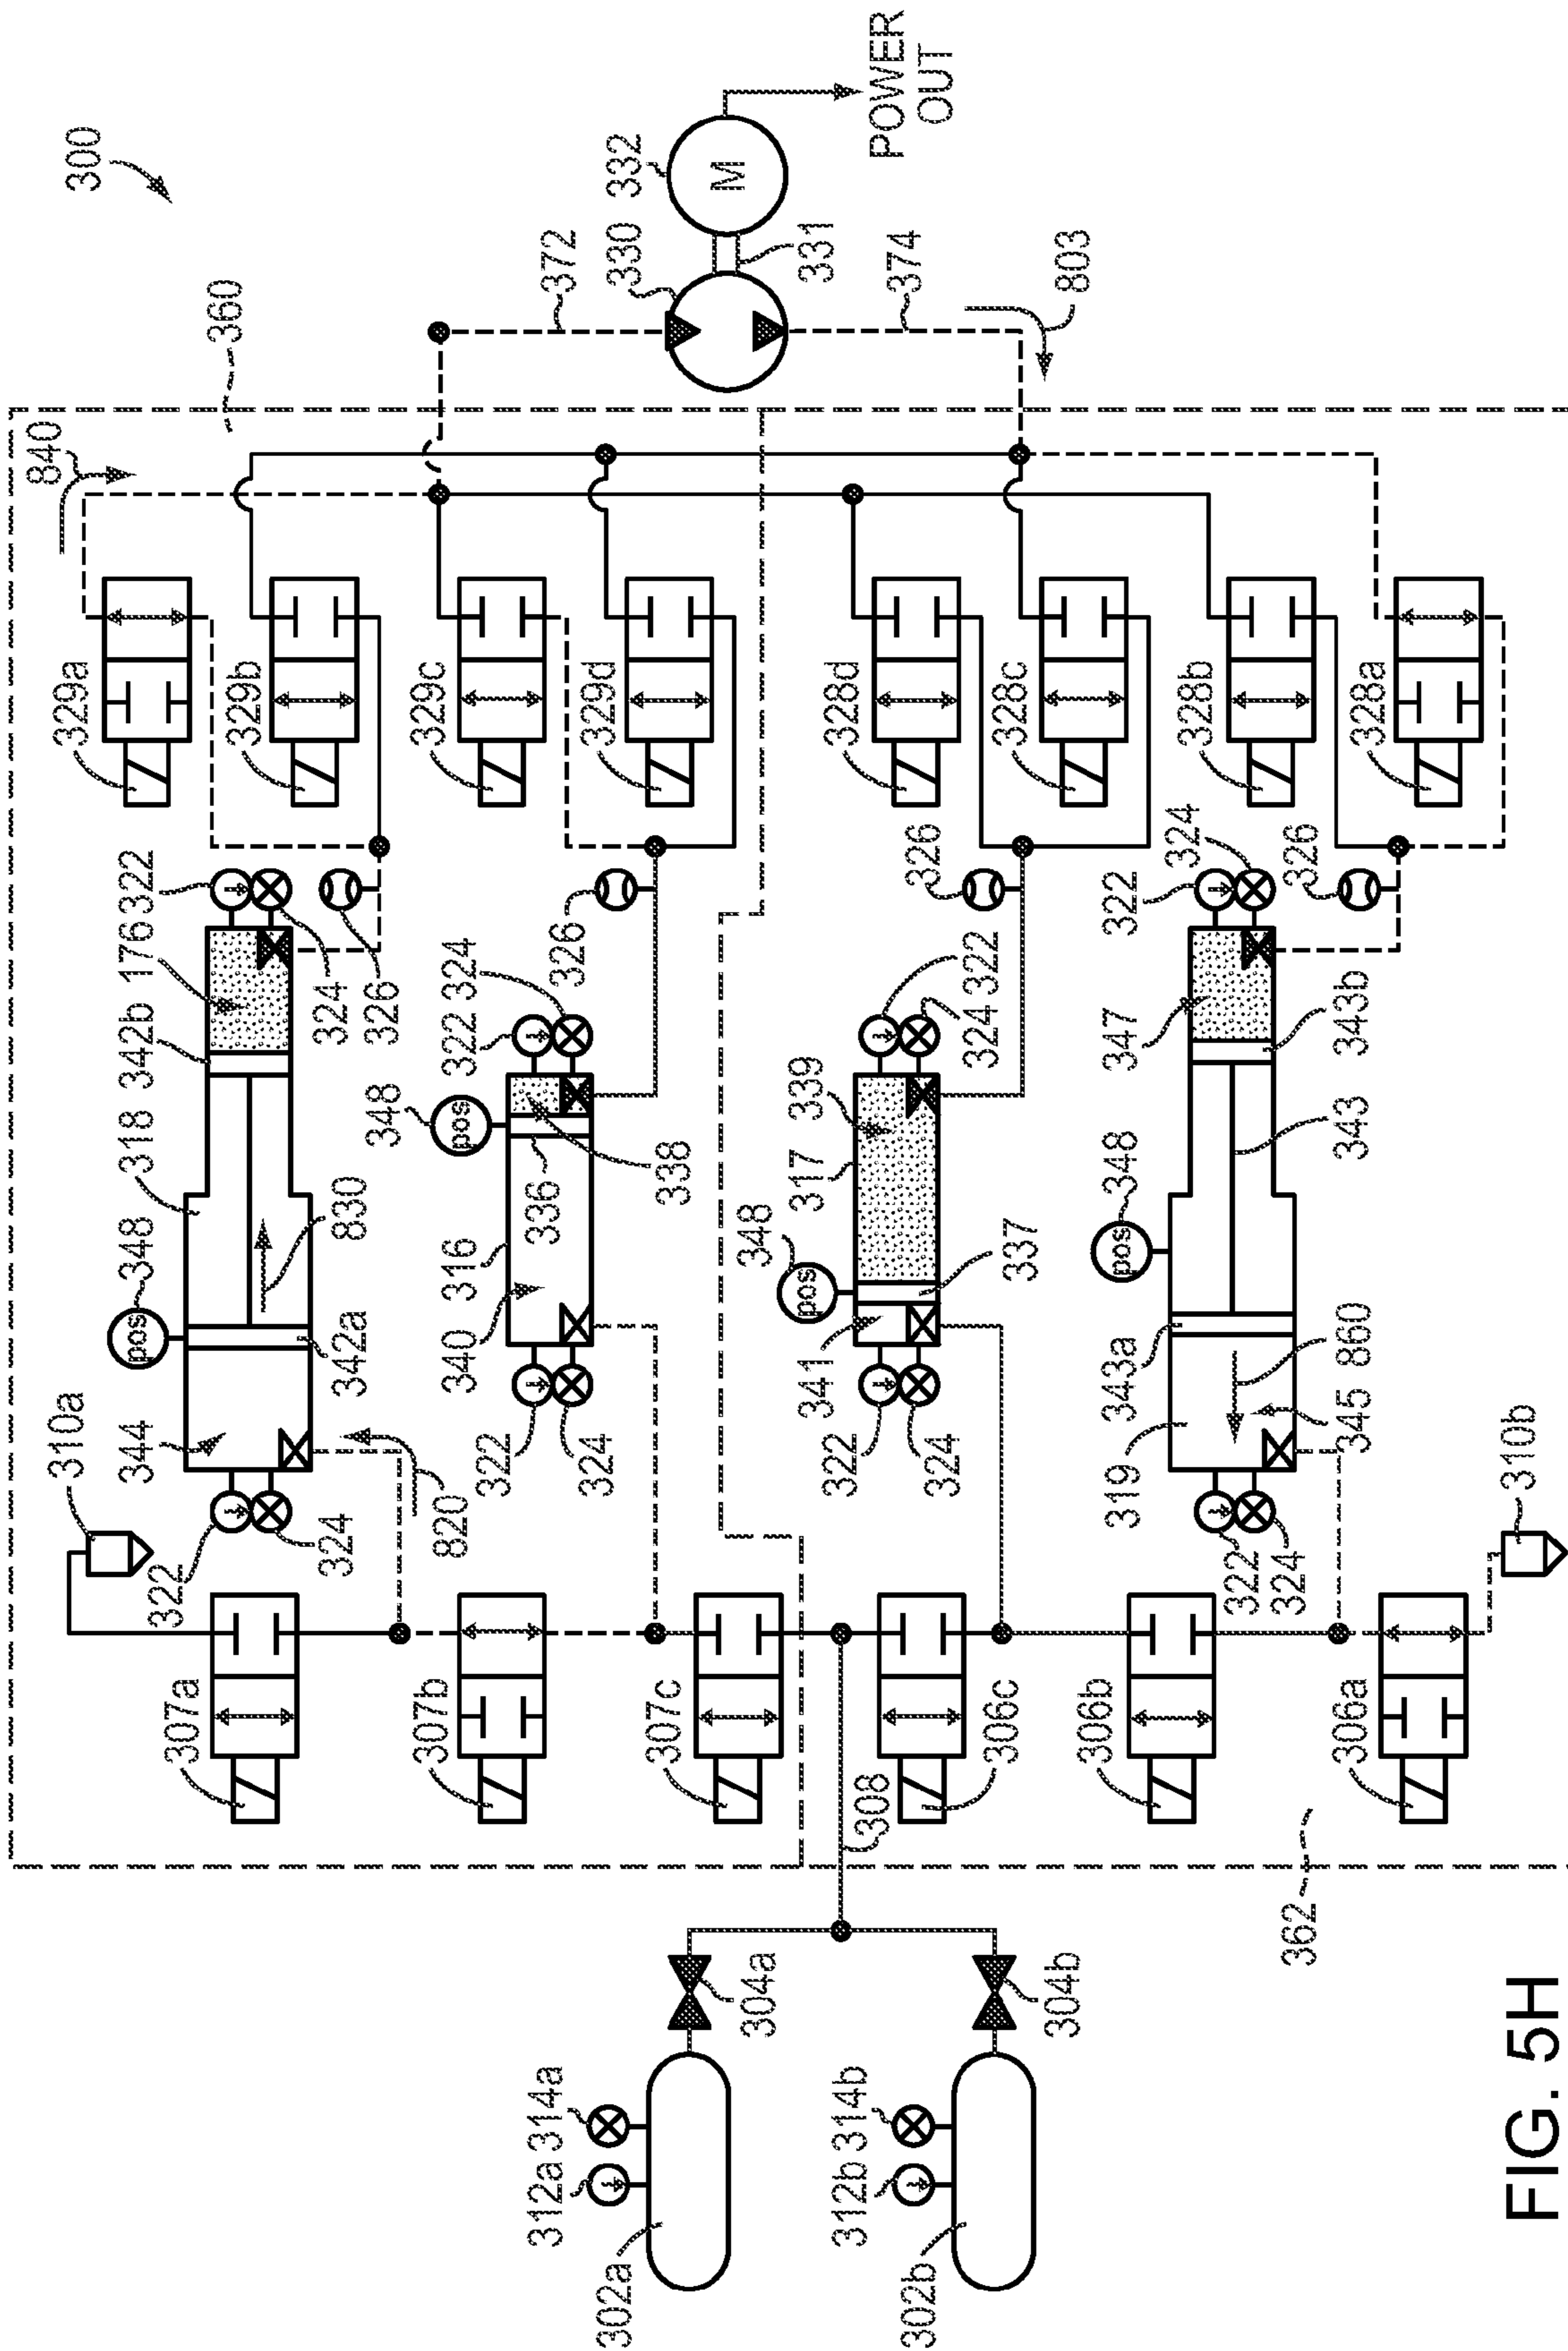 300
360
840
310a
344
348
pos
318
342b
176
322
329a
322
324
820
342a
830
324
326
307a
329b
372
330
332
M
331
374
803
POWER
OUT
307b
340
316
348
pos
336
338
322
324
326
329c
322
324
307c
329d
308
341
348
pos
317
339
326
328d
322
324
337
324
322
328c
306c
306b
319
343a
348
pos
347
322
324
326
328b
322
324
345
860
343
343b
328a
306a
310b
362
302a
312a
314a
304a
302b
312b
314b
304b
FIG. 5H